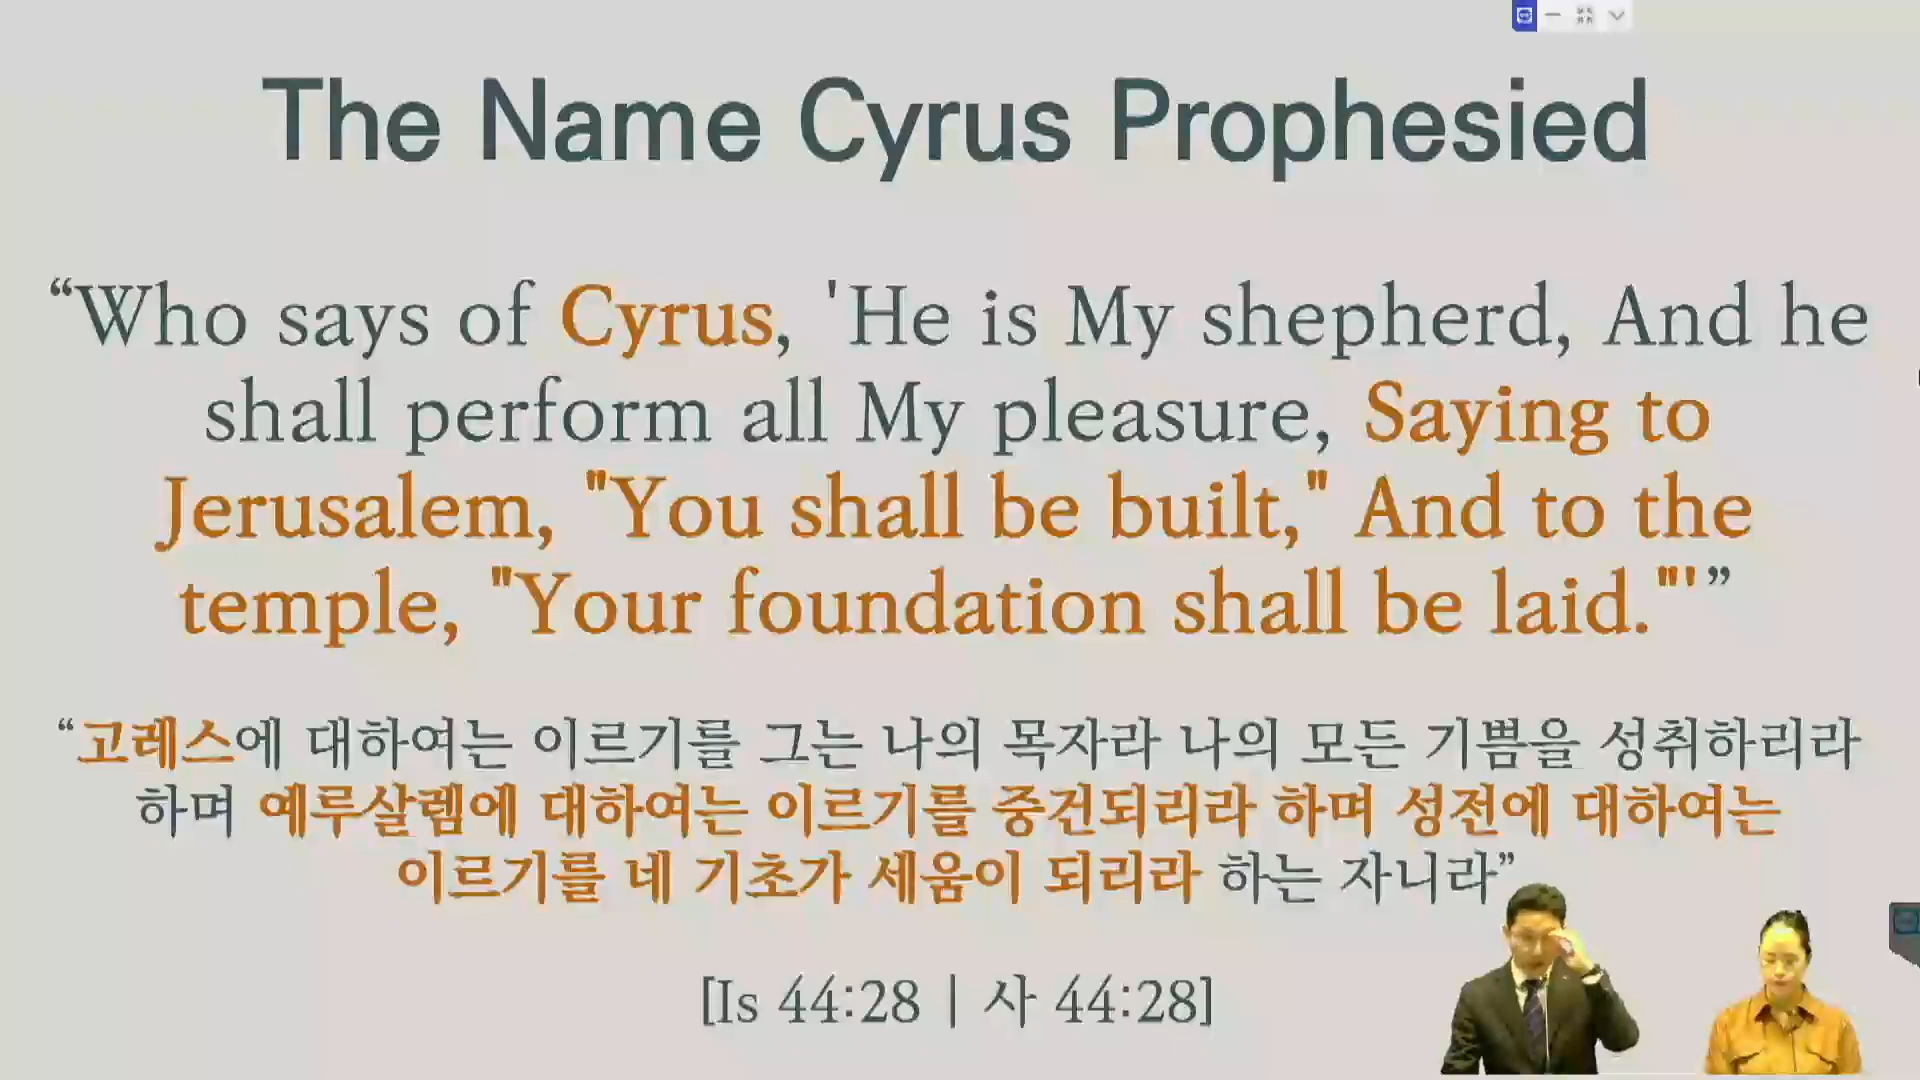 The Name Cyrus Prophesied
“Who says of Cyrus, 'He is My shepherd, And he
shall perform all My pleasure, Saying to
Jerusalem, "You shall be built," And to the
temple, "Your foundation shall be laid."'”
“고레스에 대하여는 이르기를 그는 나의 목자라 나의 모든 기쁨을 성취하리라
하며 예루살렘에 대하여는 이르기를 중건되리라 하며 성전에 대하여는
이르기를 네 기초가 세움이 되리라 하는 자니라”
[Is 44:28 | 사 44:28]